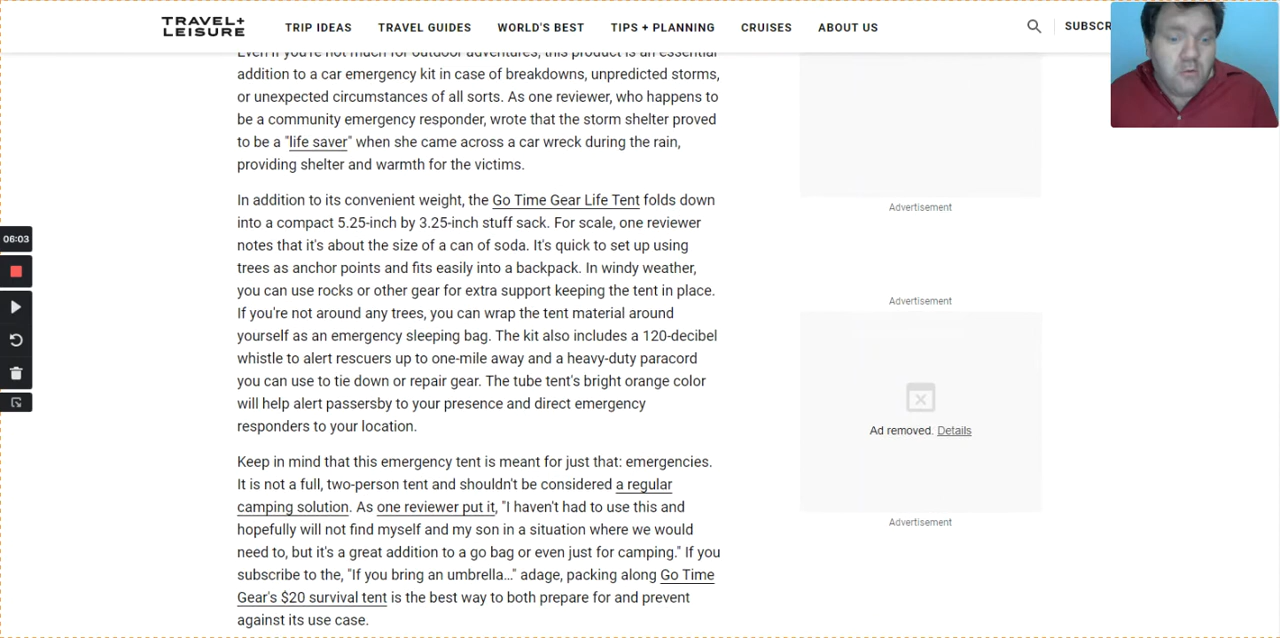 TRAVEL+
LEISURE
TRIP IDEAS
TRAVEL GUIDES
WORLD'S BEST
TIPS + PLANNING
CRUISES
ABOUT US
SUBSCR
Even if you're not much for outdoor adventures, this product is an essential
addition to a car emergency kit in case of breakdowns, unpredicted storms,
or unexpected circumstances of all sorts. As one reviewer, who happens to
be a community emergency responder, wrote that the storm shelter proved
to be a "life saver" when she came across a car wreck during the rain,
providing shelter and warmth for the victims.
In addition to its convenient weight, the Go Time Gear Life Tent folds down
into a compact 5.25-inch by 3.25-inch stuff sack. For scale, one reviewer
notes that it's about the size of a can of soda. It's quick to set up using
trees as anchor points and fits easily into a backpack. In windy weather,
you can use rocks or other gear for extra support keeping the tent in place.
If you're not around any trees, you can wrap the tent material around
yourself as an emergency sleeping bag. The kit also includes a 120-decibel
whistle to alert rescuers up to one-mile away and a heavy-duty paracord
you can use to tie down or repair gear. The tube tent's bright orange color
will help alert passersby to your presence and direct emergency
responders to your location.
Keep in mind that this emergency tent is meant for just that: emergencies.
It is not a full, two-person tent and shouldn't be considered a regular
camping solution. As one reviewer put it, "I haven't had to use this and
hopefully will not find myself and my son in a situation where we would
need to, but it's a great addition to a go bag or even just for camping." If you
subscribe to the, "If you bring an umbrella..." adage, packing along Go Time
Gear's $20 survival tent is the best way to both prepare for and prevent
against its use case.
Advertisement
Advertisement
Ad removed. Details
Advertisement
06:03